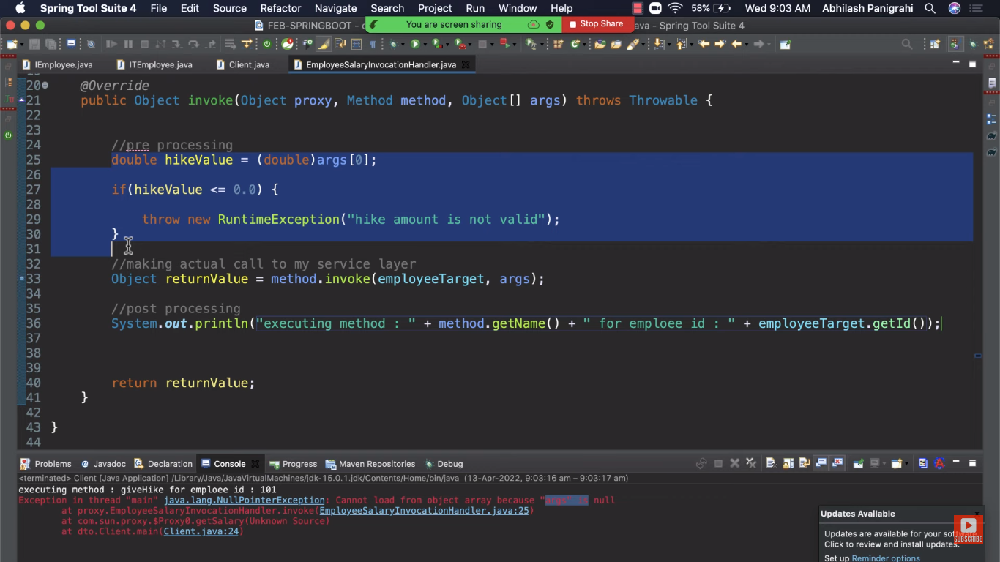 Spring Tool Suite 4 File Edit Source Refactor Navigate Search Project Run Window Help 58% Wed 9:03 AM Abhilash Panigrahi
FEB-SPRINGBOOT - You are screen sharing Stop Share ava - Spring Tool Suite 4
IEmployee.java ITEmployee.java Client.java EmployeeSalaryInvocationHandler.java
20 @Override
21 public Object invoke(Object proxy, Method method, Object[] args) throws Throwable {
22
23
24 //pre processing
25 double hikeValue = (double)args[0];
26
27 if(hikeValue <= 0.0) {
28
29 throw new RuntimeException("hike amount is not valid");
30 }
31
32 //making actual call to my service layer
33 Object returnValue = method.invoke(employeeTarget, args);
34
35 //post processing
36 System.out.println("executing method : " + method.getName() + " for emploee id : " + employeeTarget.getId());
37
38
39
40 return returnValue;
41 }
42
43 }
44
Problems @ Javadoc Declaration Console Progress Maven Repositories Debug
<terminated> Client [Java Application] /Library/Java/JavaVirtualMachines/jdk-15.0.1.jdk/Contents/Home/bin/java (13-Apr-2022, 9:03:16 am – 9:03:17 am)
executing method : giveHike for emploee id : 101
Exception in thread "main" java.lang.NullPointerException: Cannot load from object array because "args" is null
at proxy.EmployeeSalaryInvocationHandler.invoke(EmployeeSalaryInvocationHandler.java:25)
at com.sun.proxy.$Proxy0.getSalary(Unknown Source)
at dto.Client.main(Client.java:24)
Updates Available
Updates are available for your
Click to review and install updates.
Set up Reminder options
SUBSCRIBE